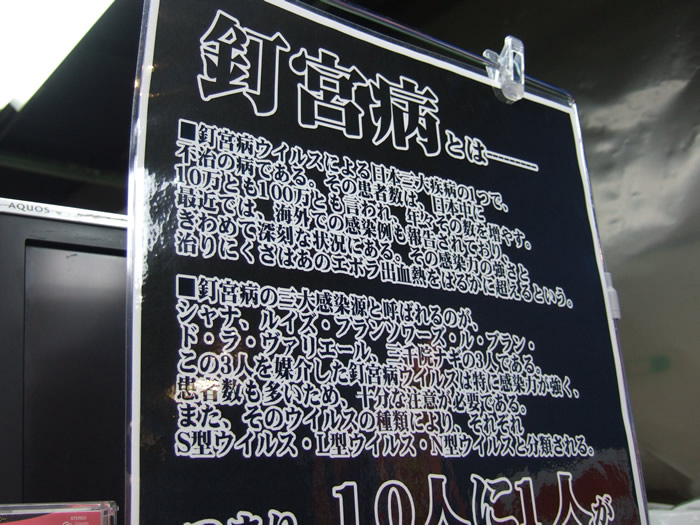 釘宮病とは――
■釘宮病ウイルスによる日本三大疾病の1つで、
不治の病である。その患者数は、日本中に
10万とも100万とも言われ、年々その数を増やす。
最近では、海外での感染例も報告されており、
きわめて深刻な状況にある。その感染力の強さと
治りにくさはあのエボラ出血熱をはるかに超えるという。
■釘宮病の三大感染源と呼ばれるのが、
シャナ、ルイズ・フランソワーズ・ル・ブラン・
ド・ラ・ヴァリエール、三千院ナギの3人である。
この3人を媒介した釘宮病ウイルスは特に感染力が強く、
患者数も多いため、十分な注意が必要である。
また、そのウイルスの種類により、それぞれ
S型ウイルス・L型ウイルス・N型ウイルスと分類される。
つまり 10人に1人が
AQUOS
STEREO